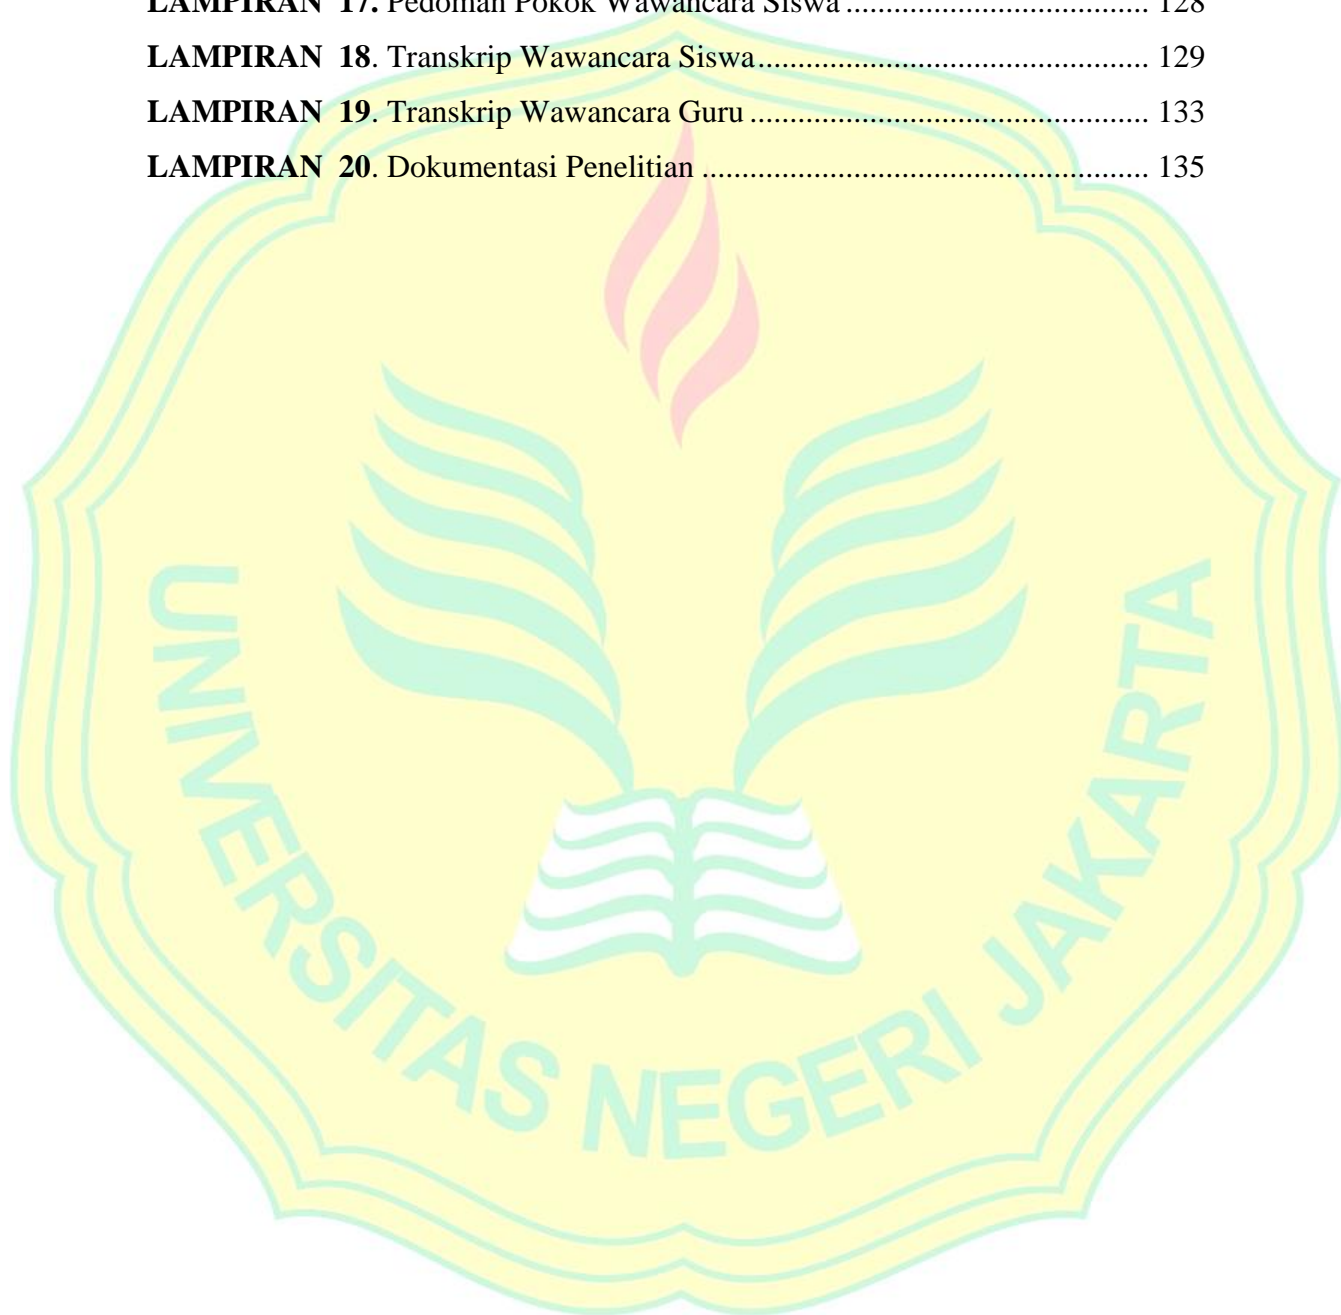 LAMPIRAN 17. Pedoman Pokok Wawancara Siswa ....................................... 128
LAMPIRAN 18. Transkrip Wawancara Siswa .................................................. 129
LAMPIRAN 19. Transkrip Wawancara Guru ................................................... 133
LAMPIRAN 20. Dokumentasi Penelitian ......................................................... 135
UNIVERSITAS NEGERI JAKARTA